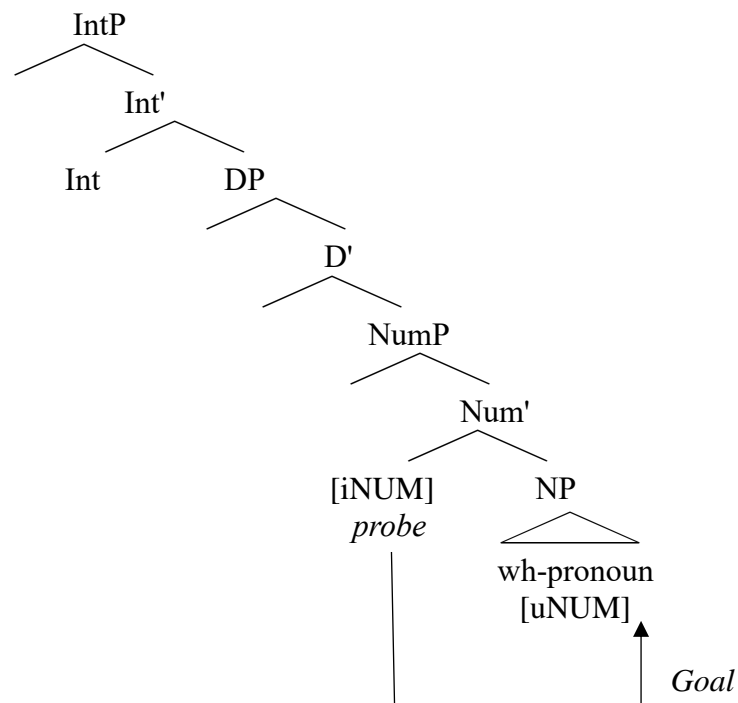 IntP
Int'
Int DP
D'
NumP
Num'
[iNUM] NP
probe
wh-pronoun
[uNUM]
Goal